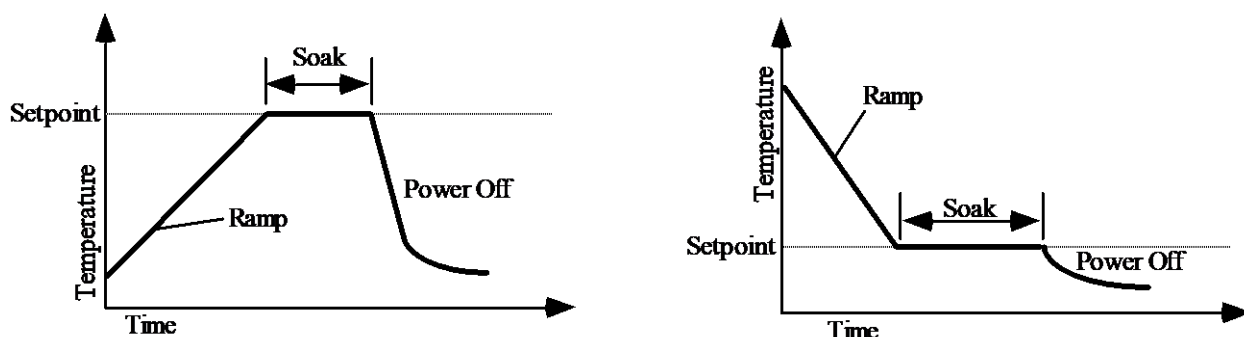 Soak
Setpoint
Temperature
Ramp
Power Off
Time
Temperature
Ramp
Soak
Setpoint
Power Off
Time